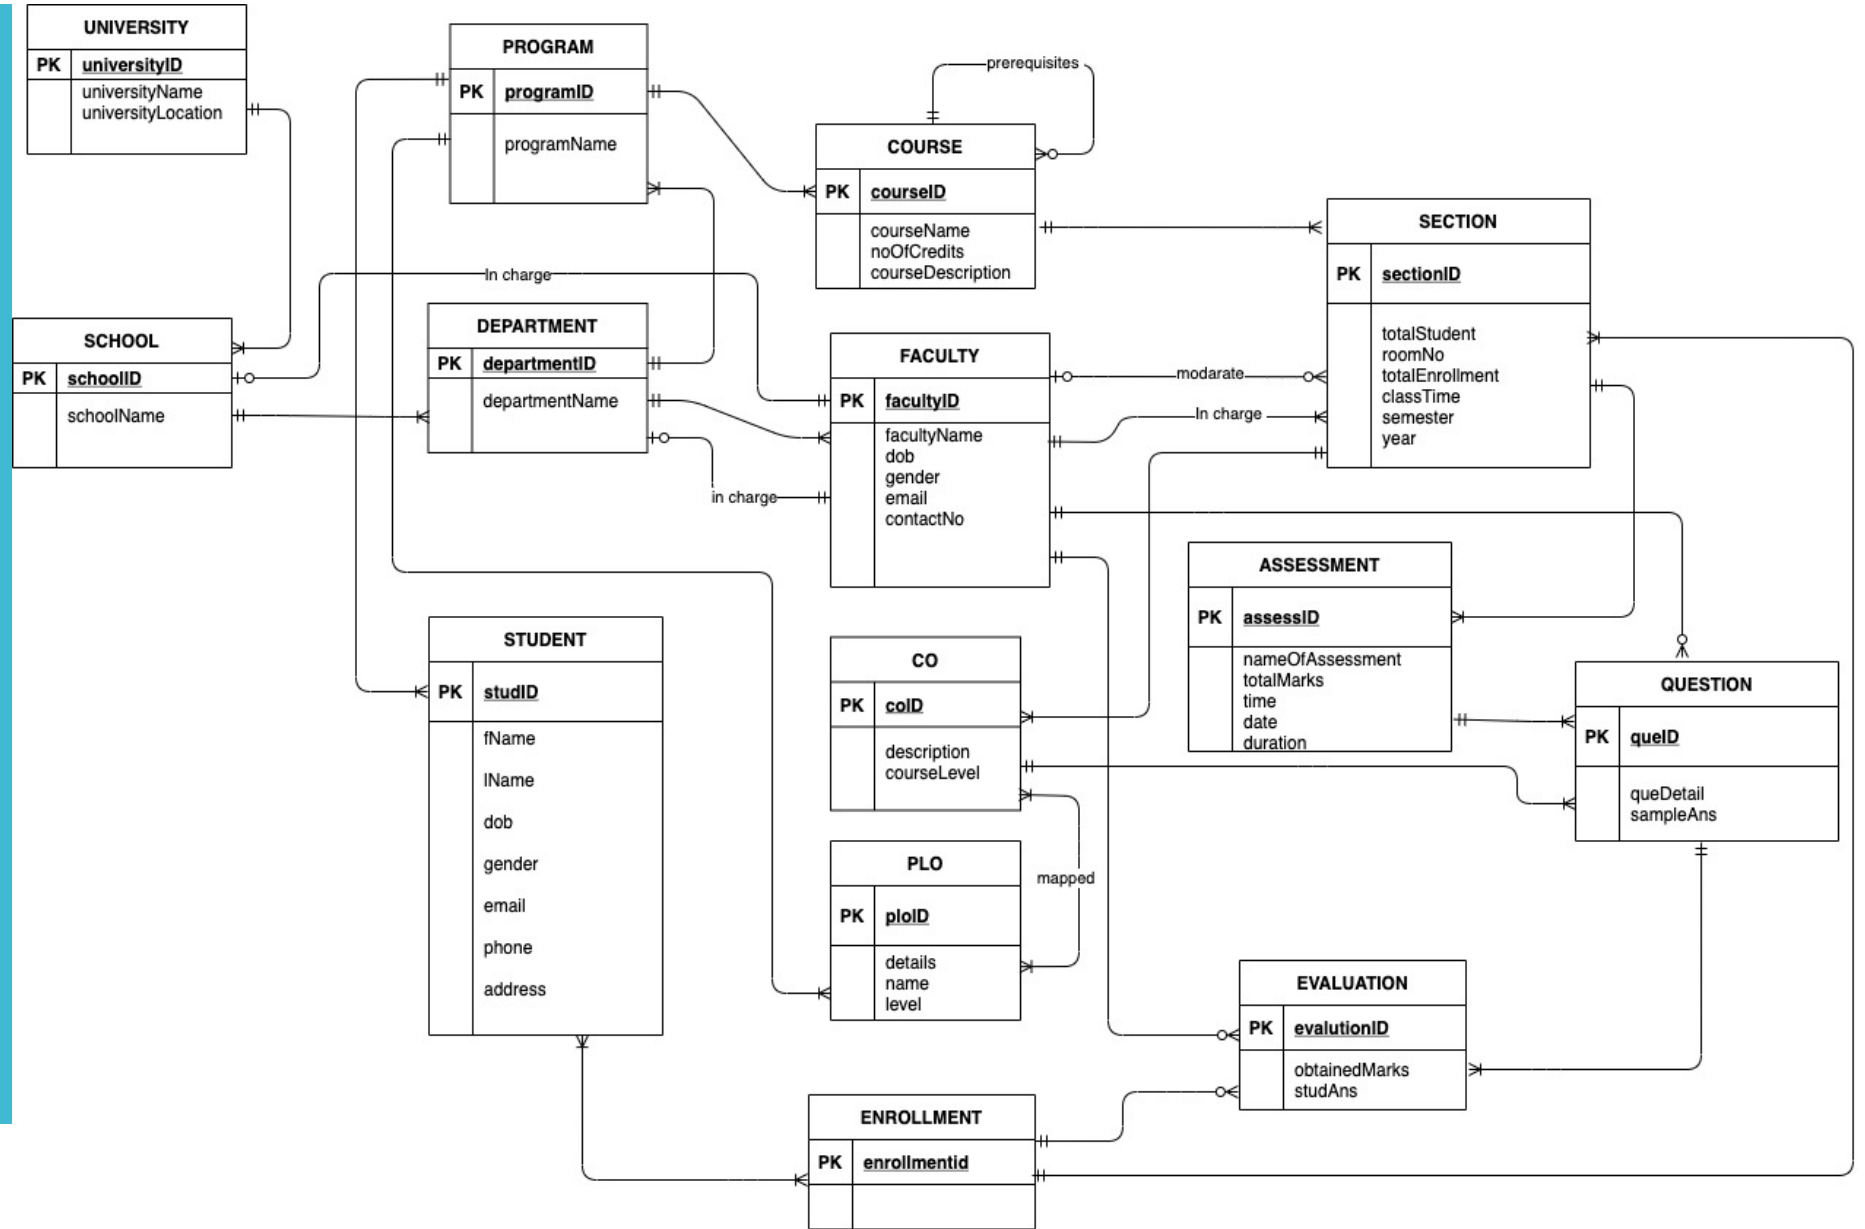 UNIVERSITY
PK universityID
universityName
universityLocation
PROGRAM
PK programID
programName
prerequisites
COURSE
PK courseID
courseName
noOfCredits
courseDescription
SECTION
PK sectionID
totalStudent
roomNo
totalEnrollment
classTime
semester
year
In charge
SCHOOL
PK schoolID
schoolName
DEPARTMENT
PK departmentID
departmentName
in charge
FACULTY
PK facultyID
facultyName
dob
gender
email
contactNo
modarate
In charge
ASSESSMENT
PK assessID
nameOfAssessment
totalMarks
time
date
duration
STUDENT
PK studID
fName
lName
dob
gender
email
phone
address
CO
PK coID
description
courseLevel
QUESTION
PK queID
queDetail
sampleAns
mapped
PLO
PK ploID
details
name
level
EVALUATION
PK evalutionID
obtainedMarks
studAns
ENROLLMENT
PK enrollmentid